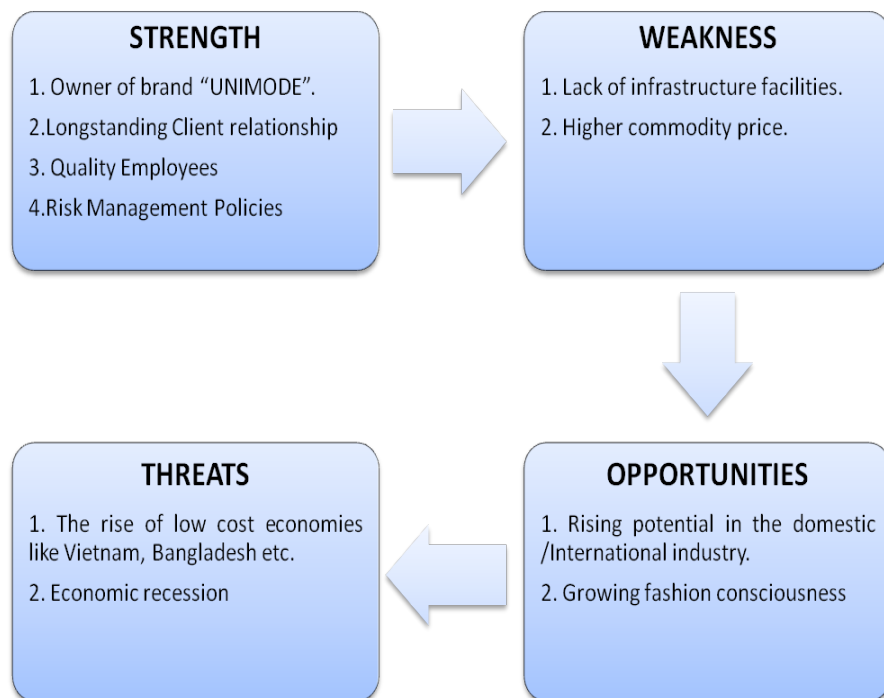 STRENGTH
1. Owner of brand “UNIMODE”.
2.Longstanding Client relationship
3. Quality Employees
4.Risk Management Policies
WEAKNESS
1. Lack of infrastructure facilities.
2. Higher commodity price.
THREATS
1. The rise of low cost economies
like Vietnam, Bangladesh etc.
2. Economic recession
OPPORTUNITIES
1. Rising potential in the domestic
/International industry.
2. Growing fashion consciousness